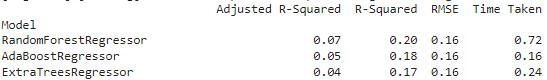 Adjusted R-Squared R-Squared RMSE Time Taken
Model
RandomForestRegressor 0.07 0.20 0.16 0.72
AdaBoostRegressor 0.05 0.18 0.16 0.16
ExtraTreesRegressor 0.04 0.17 0.16 0.24